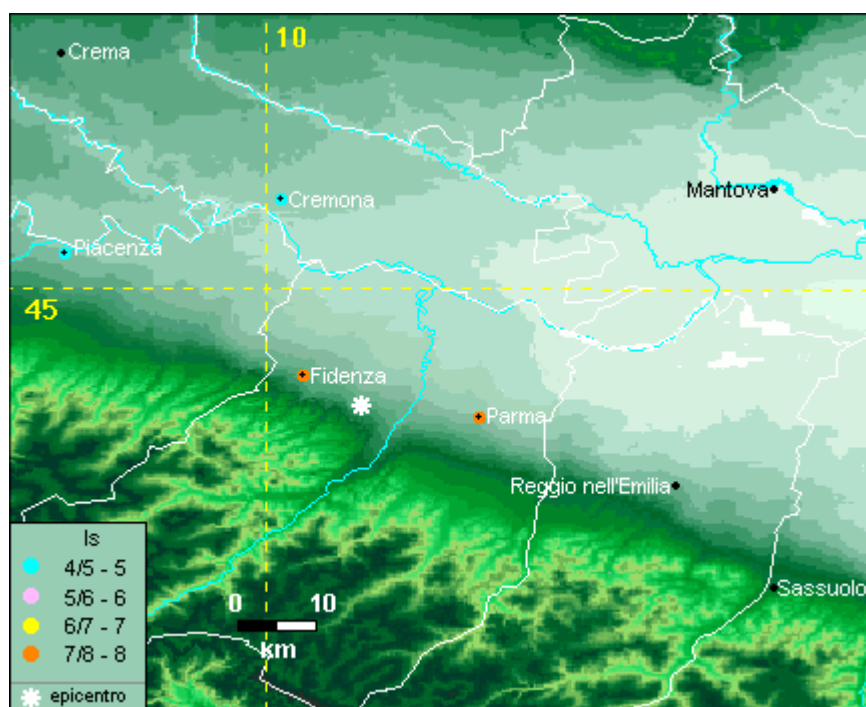 10
Crema
Mantova
Cremona
Piacenza
45
Fidenza
Parma
Reggio nell'Emilia
Is
4/5 - 5
5/6 - 6
6/7 - 7
7/8 - 8
epicentro
0 10
km
Sassuolo